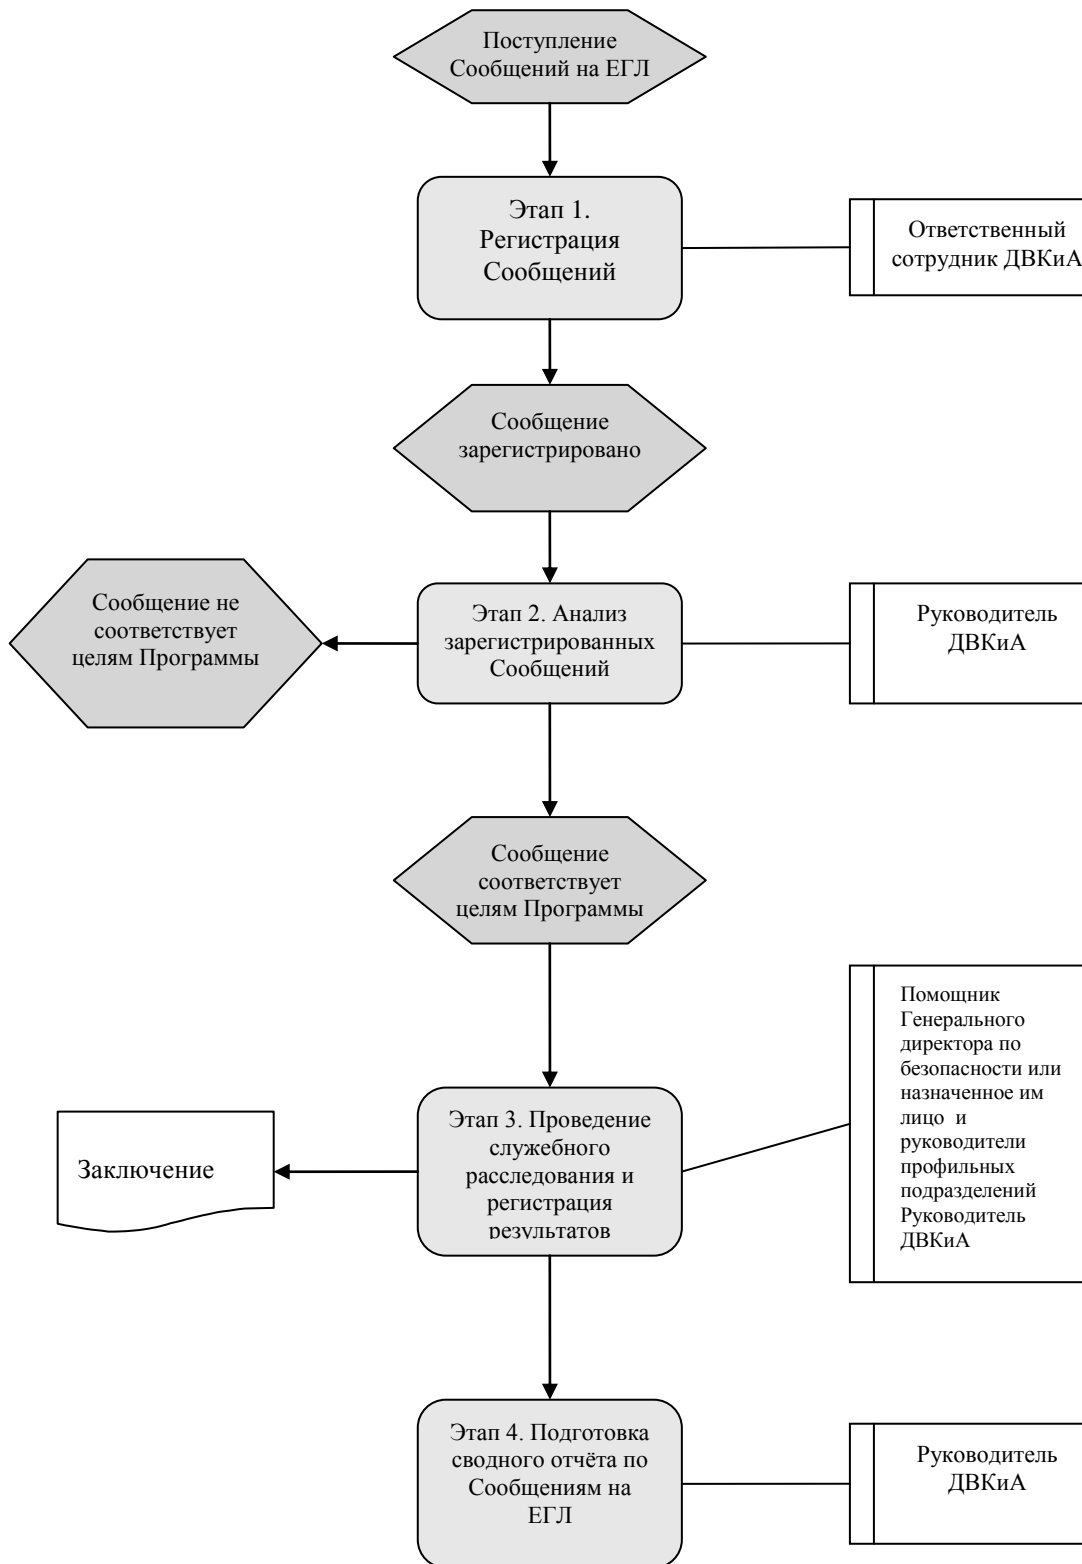 Поступление
Сообщений на ЕГЛ
Этап 1.
Регистрация
Сообщений
Ответственный
сотрудник ДВКиА
Сообщение
зарегистрировано
Сообщение не
соответствует
целям Программы
Этап 2. Анализ
зарегистрированных
Сообщений
Руководитель
ДВКиА
Сообщение
соответствует
целям Программы
Помощник
Генерального
директора по
безопасности или
назначенное им
лицо и
руководители
профильных
подразделений
Руководитель
ДВКиА
Заключение
Этап 3. Проведение
служебного
расследования и
регистрация
результатов
Этап 4. Подготовка
сводного отчёта по
Сообщениям на
ЕГЛ
Руководитель
ДВКиА